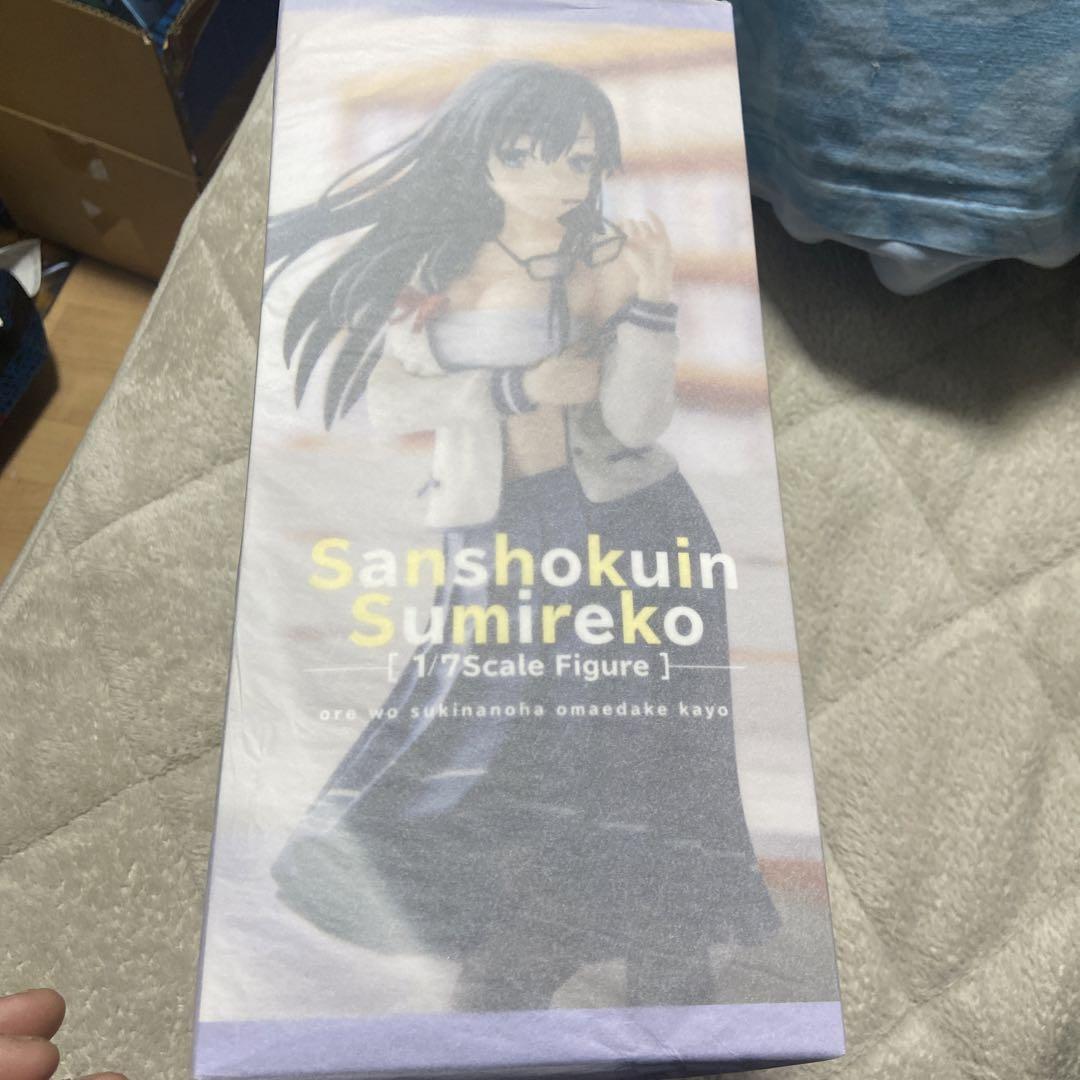 Sanshokuin
Sumireko
[ 1/7Scale Figure ]
ore wo sukinanoha omaedake kayo